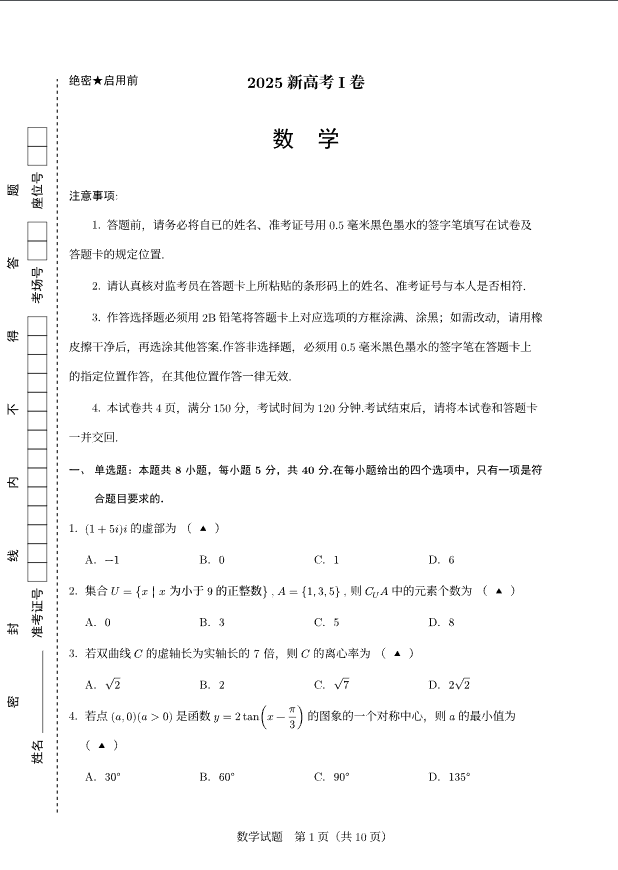 绝密★启用前
2025 新高考 I 卷
数 学
注意事项:
1. 答题前，请务必将自已的姓名、准考证号用 0.5 毫米黑色墨水的签字笔填写在试卷及
答题卡的规定位置.
2. 请认真核对监考员在答题卡上所粘贴的条形码上的姓名、准考证号与本人是否相符.
3. 作答选择题必须用 2B 铅笔将答题卡上对应选项的方框涂满、涂黑；如需改动，请用橡
皮擦干净后，再选涂其他答案.作答非选择题，必须用 0.5 毫米黑色墨水的签字笔在答题卡上
的指定位置作答，在其他位置作答一律无效.
4. 本试卷共 4 页，满分 150 分，考试时间为 120 分钟.考试结束后，请将本试卷和答题卡
一并交回.
一、 单选题：本题共 8 小题，每小题 5 分，共 40 分.在每小题给出的四个选项中，只有一项是符
合题目要求的.
1. (1 + 5i)i 的虚部为 （ ▲ ）
A. −1 B. 0 C. 1 D. 6
2. 集合 U = {x | x 为小于 9 的正整数} , A = {1, 3, 5} , 则 C_U A 中的元素个数为 （ ▲ ）
A. 0 B. 3 C. 5 D. 8
3. 若双曲线 C 的虚轴长为实轴长的 7 倍，则 C 的离心率为 （ ▲ ）
A. √2 B. 2 C. √7 D. 2√2
4. 若点 (a, 0)(a > 0) 是函数 y = 2 tan(x − π/3) 的图象的一个对称中心，则 a 的最小值为
（ ▲ ）
A. 30° B. 60° C. 90° D. 135°
数学试题 第 1 页（共 10 页）
密 封 线 内 不 得 答 题
姓名 准考证号 考场号 座位号